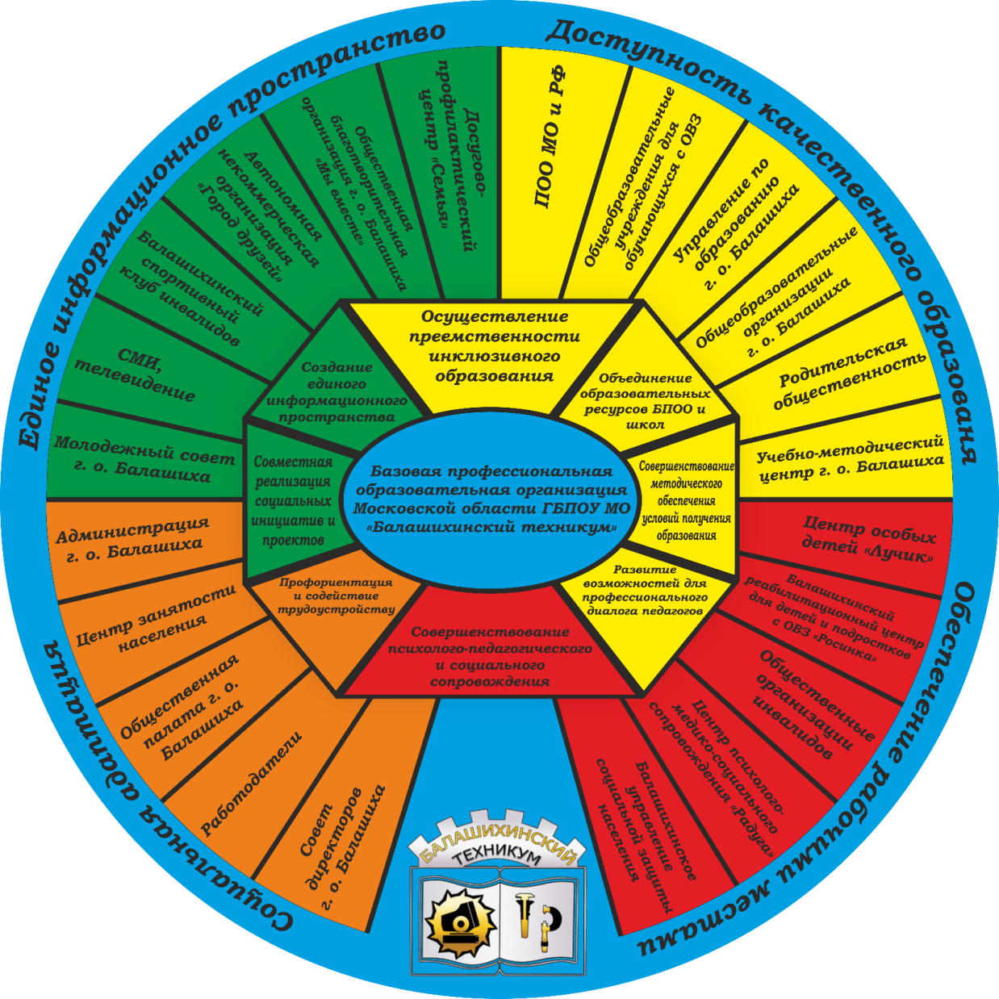 Единое информационное пространство
Доступность качественного образованя
Обеспечение рабочими местами
Социальная адаптация
ПОО МО и РФ
Общеобразовательные
учреждения для
обучающихся с ОВЗ
Управление по
образованию
г. о. Балашиха
Общеобразовательные
организации
г. о. Балашиха
Родительская
общественность
Учебно-методический
центр г. о. Балашиха
Центр особых
детей «Лучик»
Балашихинский
реабилитационный центр
для детей и подростков
с ОВЗ «Росинка»
Общественные
организации
инвалидов
Центр психолого-
медико-социального
сопровождения «Радуга»
Балашихинское
управление
социальной защиты
населения
Совет
директоров
г. о. Балашиха
Работодатели
Общественная
палата г. о.
Балашиха
Центр занятости
населения
Администрация
г. о. Балашиха
Молодежный совет
г. о. Балашиха
СМИ,
телевидение
Балашихинский
спортивный
клуб инвалидов
Автономная
некоммерческая
организация
«Город друзей»
Общественная
благотворительная
организация г. о. Балашиха
«Мы вместе»
Досугово-
профилактический
центр «Семья»
Осуществление
преемственности
инклюзивного
образования
Объединение
образовательных
ресурсов БПОО и
школ
Совершенствование
методического
обеспечения
условий получения
образования
Развитие
возможностей для
профессионального
диалога педагогов
Совершенствование
психолого-педагогического
и социального
сопровождения
Профориентация
и содействие
трудоустройству
Совместная
реализация
социальных
инициатив и
проектов
Создание
единого
информационного
пространства
Базовая профессиональная
образовательная организация
Московской области ГБПОУ МО
«Балашихинский техникум»
БАЛАШИХИНСКИЙ
ТЕХНИКУМ